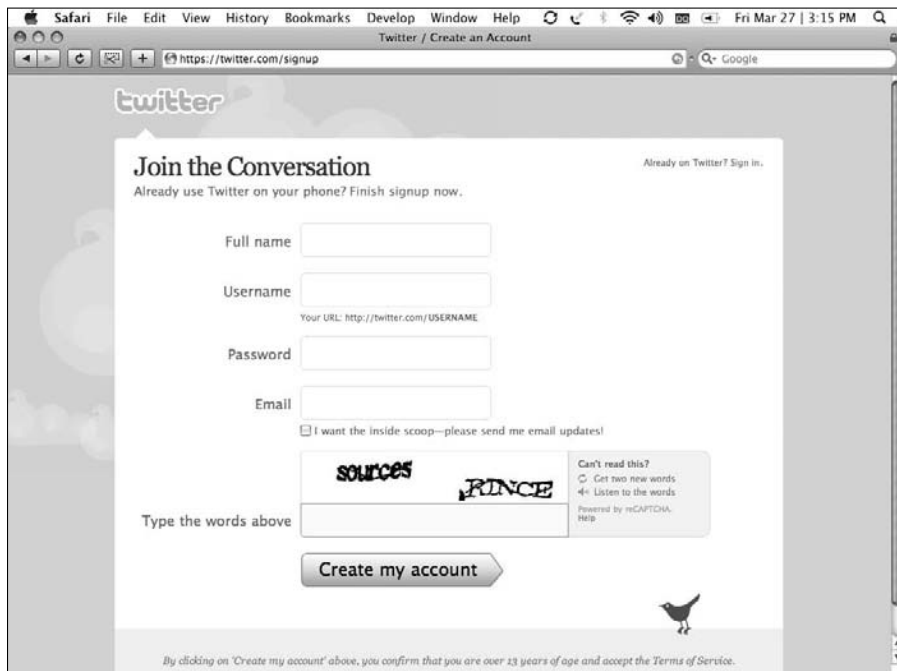 Safari File Edit View History Bookmarks Develop Window Help Fri Mar 27 | 3:15 PM
Twitter / Create an Account
https://twitter.com/signup
Google
twitter
Join the Conversation
Already on Twitter? Sign in.
Already use Twitter on your phone? Finish signup now.
Full name
Username
Your URL: http://twitter.com/USERNAME
Password
Email
I want the inside scoop—please send me email updates!
sources
,RINCE
Can't read this?
Get two new words
Listen to the words
Powered by reCAPTCHA.
Help
Type the words above
Create my account
By clicking on 'Create my account' above, you confirm that you are over 13 years of age and accept the Terms of Service.